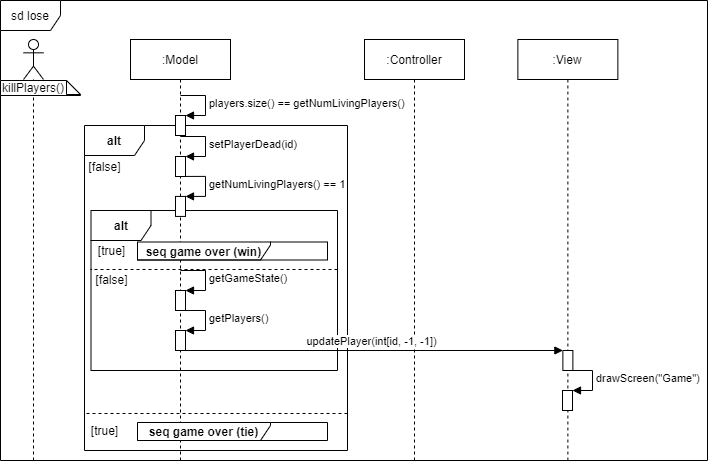 sd lose
:Model
:Controller
:View
killPlayers()
players.size() == getNumLivingPlayers()
alt
setPlayerDead(id)
[false]
getNumLivingPlayers() == 1
alt
[true]
seq game over (win)
[false]
getGameState()
getPlayers()
updatePlayer(int[id, -1, -1])
drawScreen("Game")
[true]
seq game over (tie)